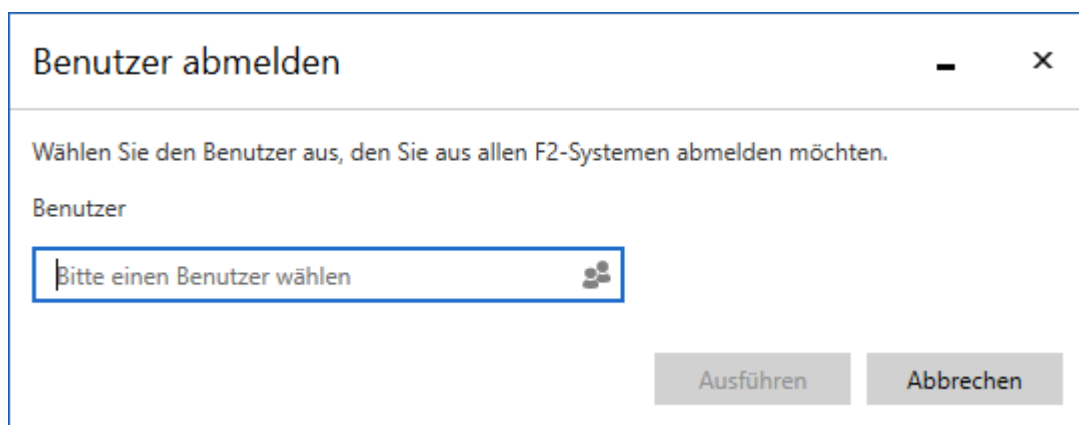 Benutzer abmelden
Wählen Sie den Benutzer aus, den Sie aus allen F2-Systemen abmelden möchten.
Benutzer
Bitte einen Benutzer wählen
Ausführen Abbrechen